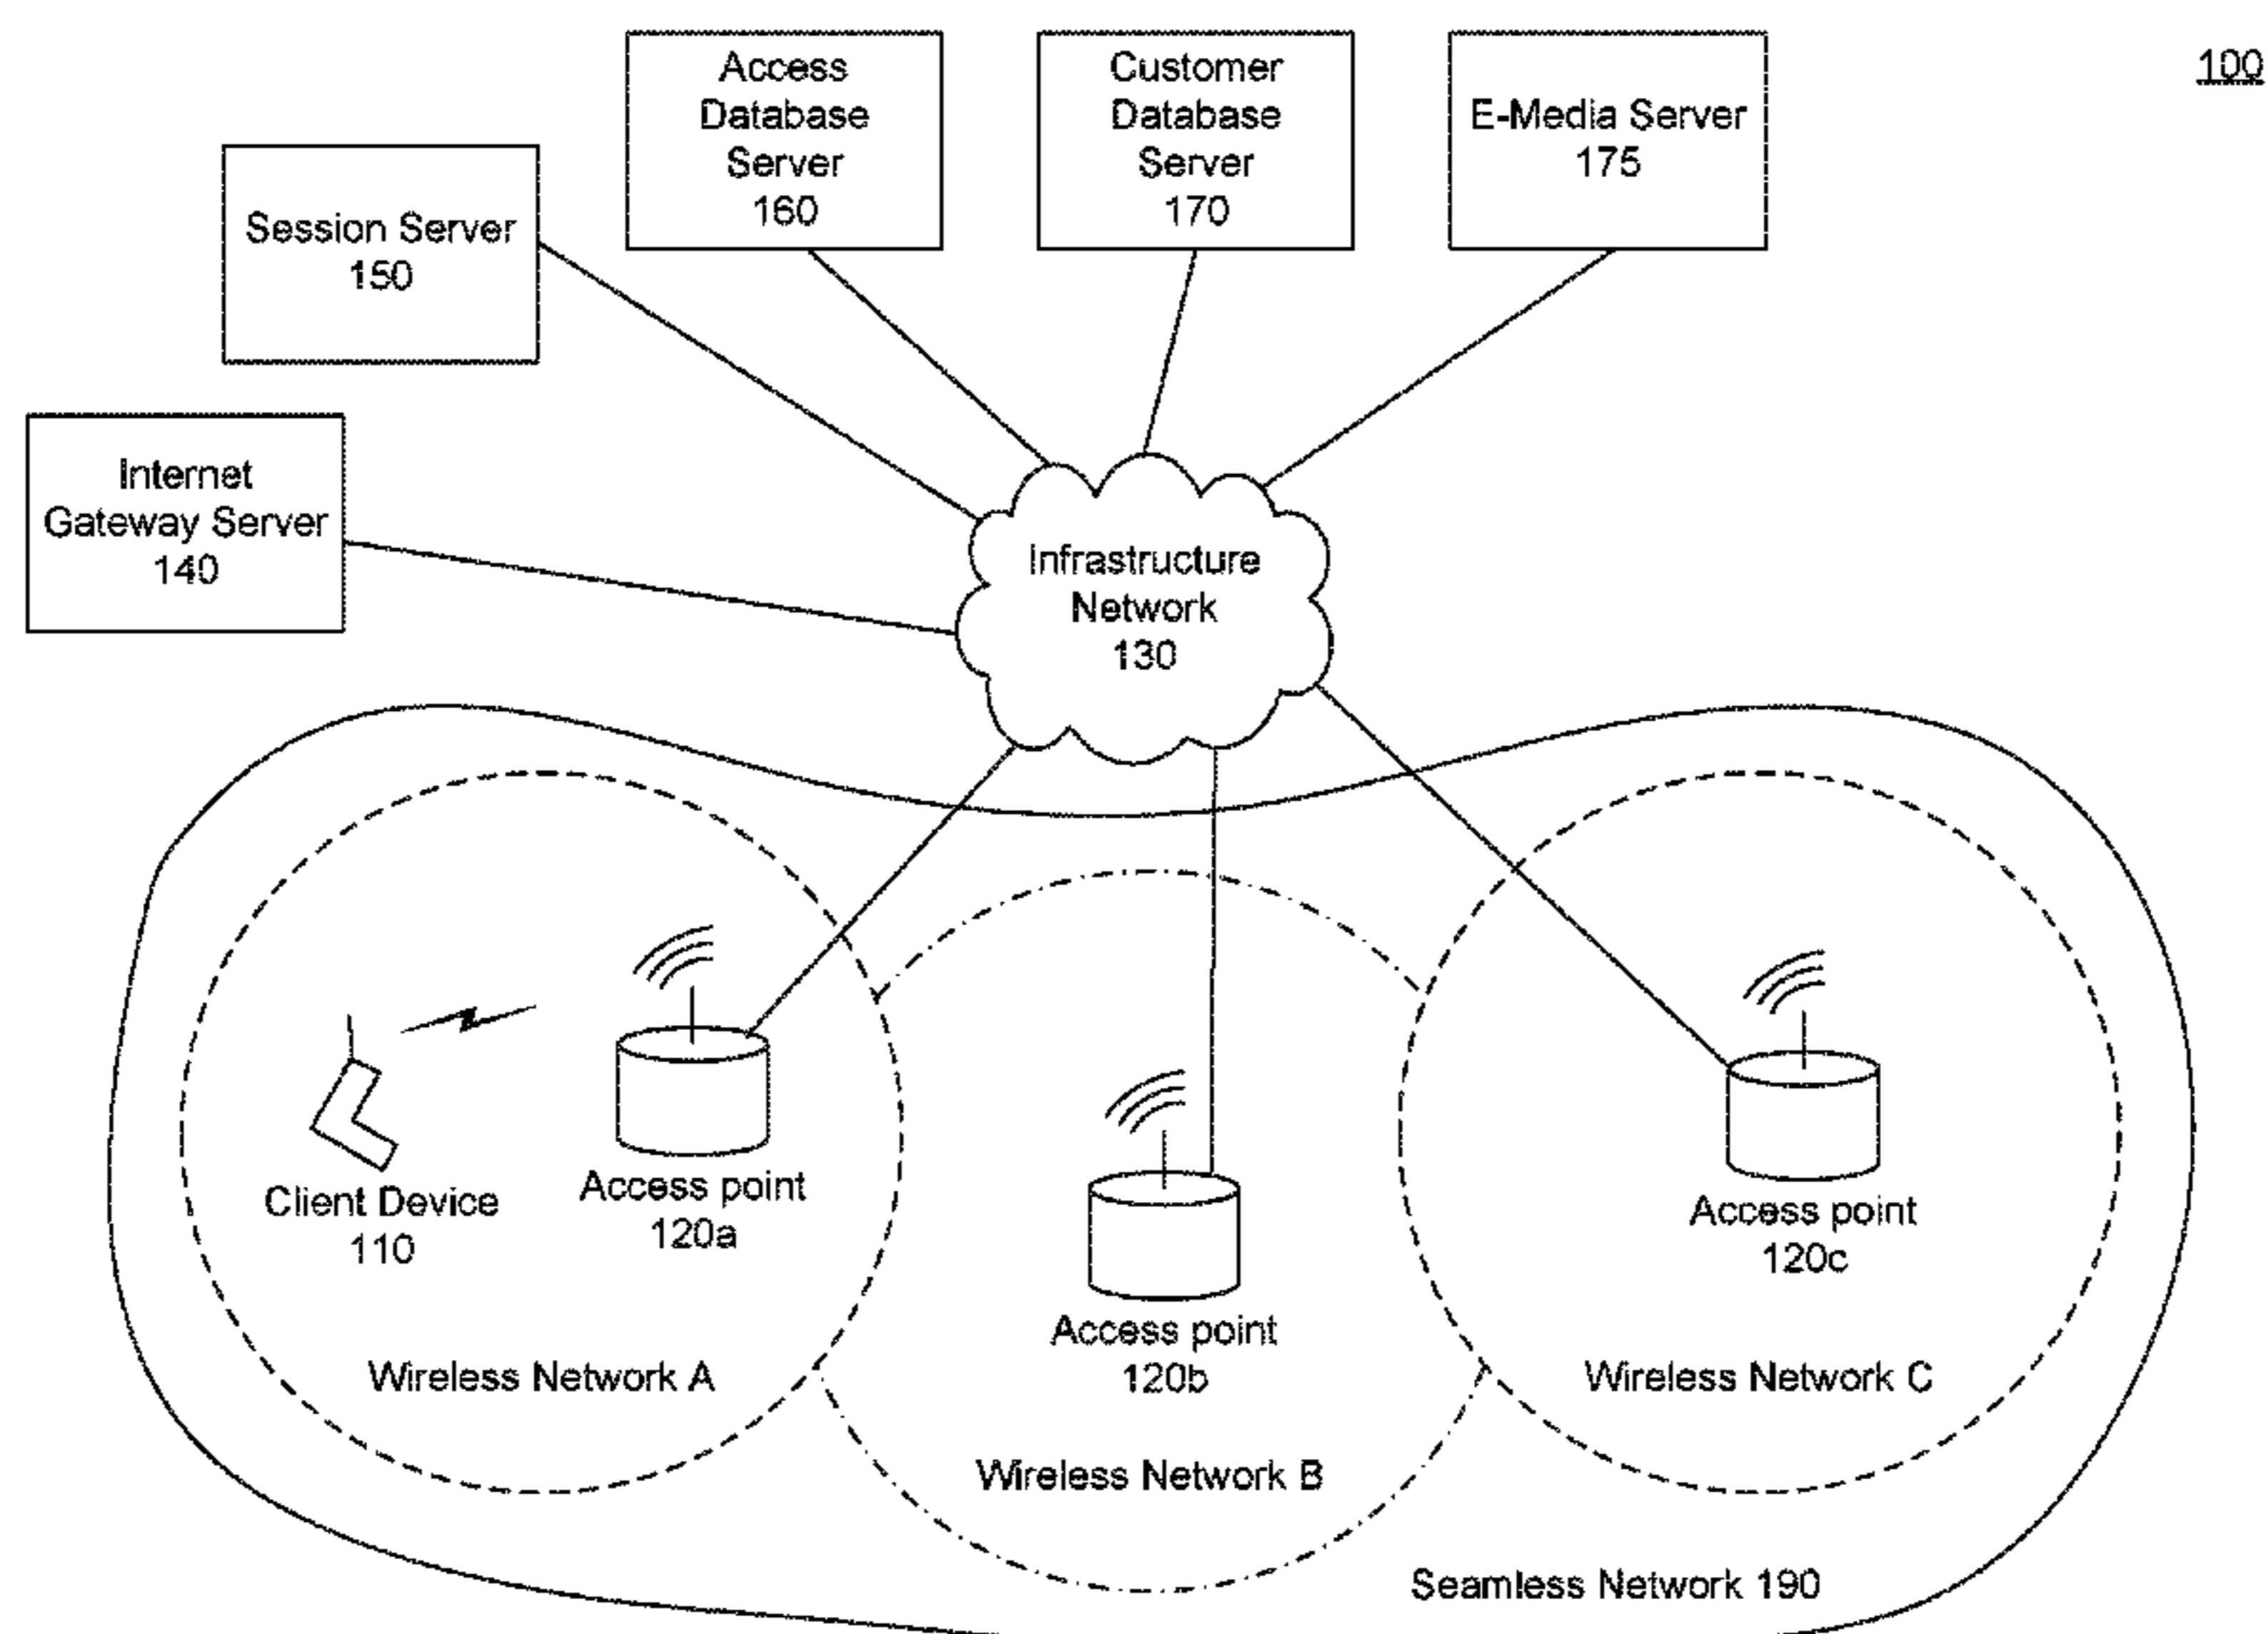 100
Access
Database
Server
160
Customer
Database
Server
170
E-Media Server
175
Session Server
150
Internet
Gateway Server
140
Infrastructure
Network
130
Client Device
110
Access point
120a
Access point
120b
Access point
120c
Wireless Network A
Wireless Network B
Wireless Network C
Seamless Network 190